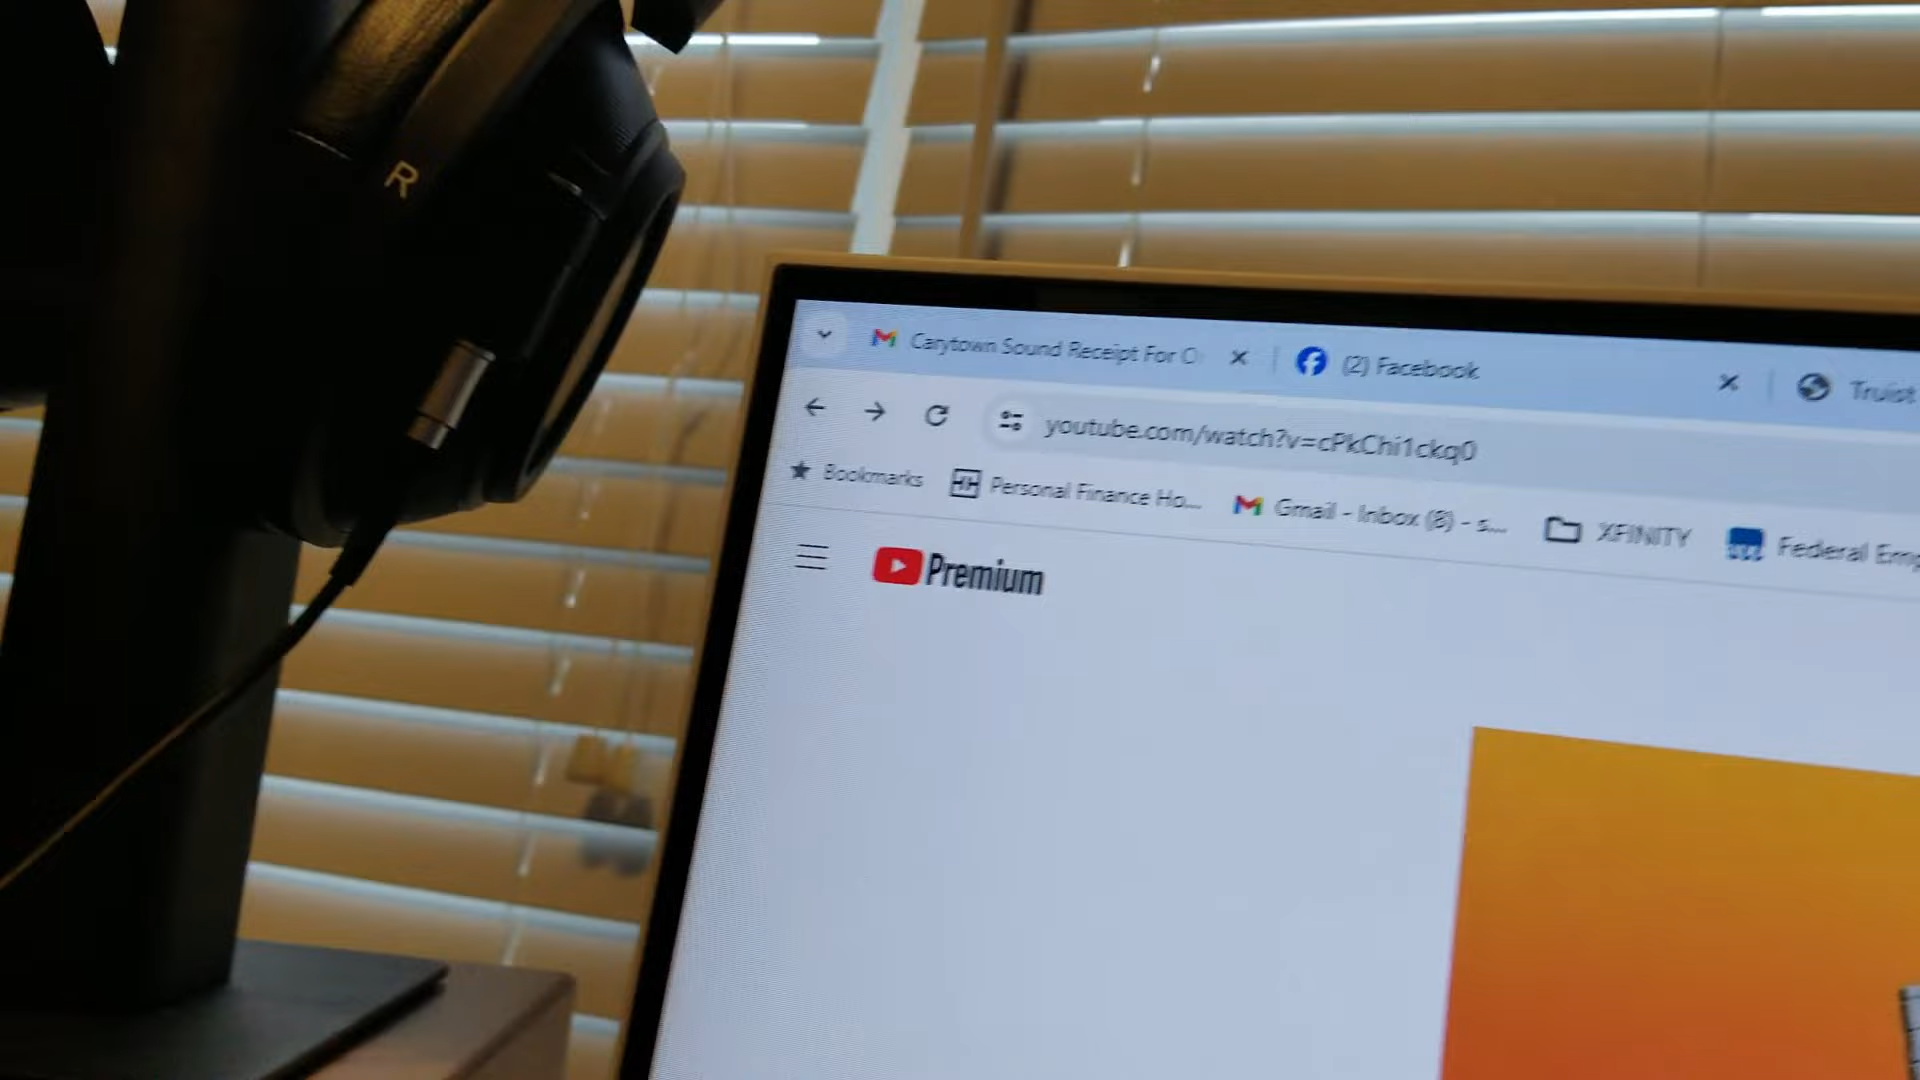 R
Carytown Sound Receipt For O
(2) Facebook
Truist
youtube.com/watch?v=cPkChi1ckq0
Bookmarks
Personal Finance Ho...
Gmail - Inbox (8) - s...
XFINITY
Federal Emp
Premium